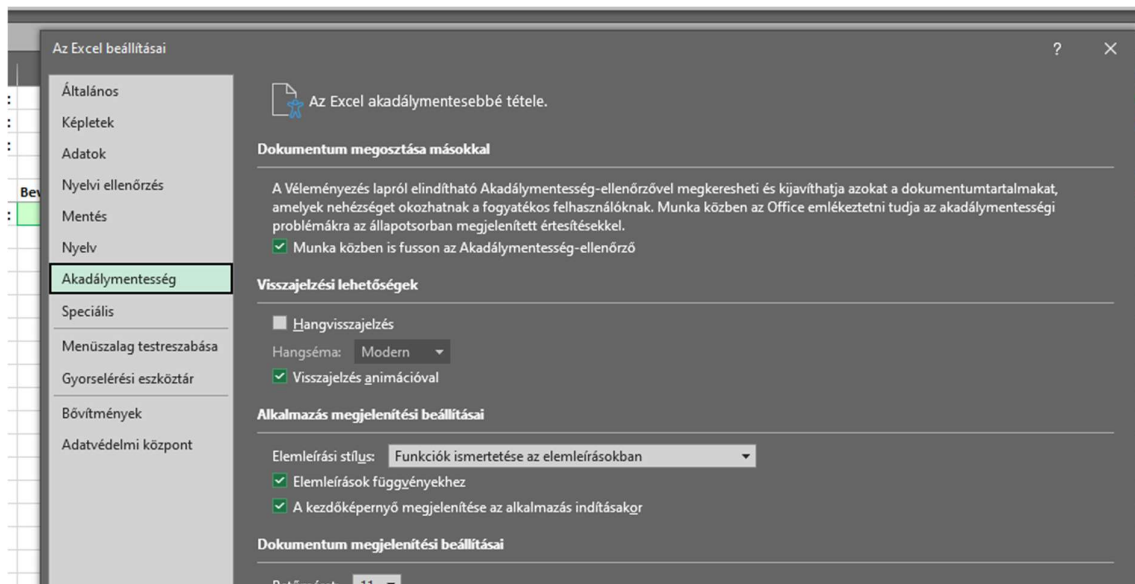 Az Excel beállításai
?
Általános
Képletek
Adatok
Nyelvi ellenőrzés
Mentés
Nyelv
Akadálymentesség
Speciális
Menüszalag testreszabása
Gyorselérési eszköztár
Bővítmények
Adatvédelmi központ
Az Excel akadálymentesebbé tétele.
Dokumentum megosztása másokkal
A Véleményezés lapról elindítható Akadálymentesség-ellenőrzővel megkeresheti és kijavíthatja azokat a dokumentumtartalmakat,
amelyek nehézséget okozhatnak a fogyatékos felhasználóknak. Munka közben az Office emlékeztetni tudja az akadálymentességi
problémákra az állapotsorban megjelenített értesítésekkel.
Munka közben is fusson az Akadálymentesség-ellenőrző
Visszajelzési lehetőségek
Hangvisszajelzés
Hangséma: Modern
Visszajelzés animációval
Alkalmazás megjelenítési beállításai
Elemleírási stílus: Funkciók ismertetése az elemleírásokban
Elemleírások függvényekhez
A kezdőképernyő megjelenítése az alkalmazás indításakor
Dokumentum megjelenítési beállításai